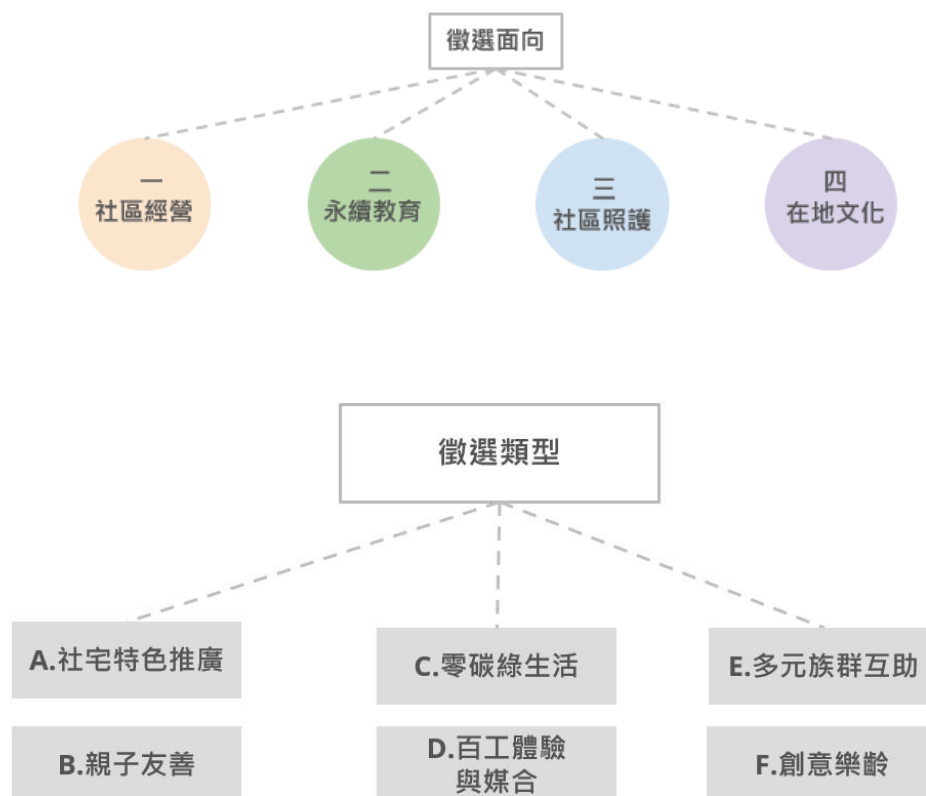 徵選面向
一
社區經營
二
永續教育
三
社區照護
四
在地文化
徵選類型
A.社宅特色推廣
C.零碳綠生活
E.多元族群互助
B.親子友善
D.百工體驗
與媒合
F.創意樂齡